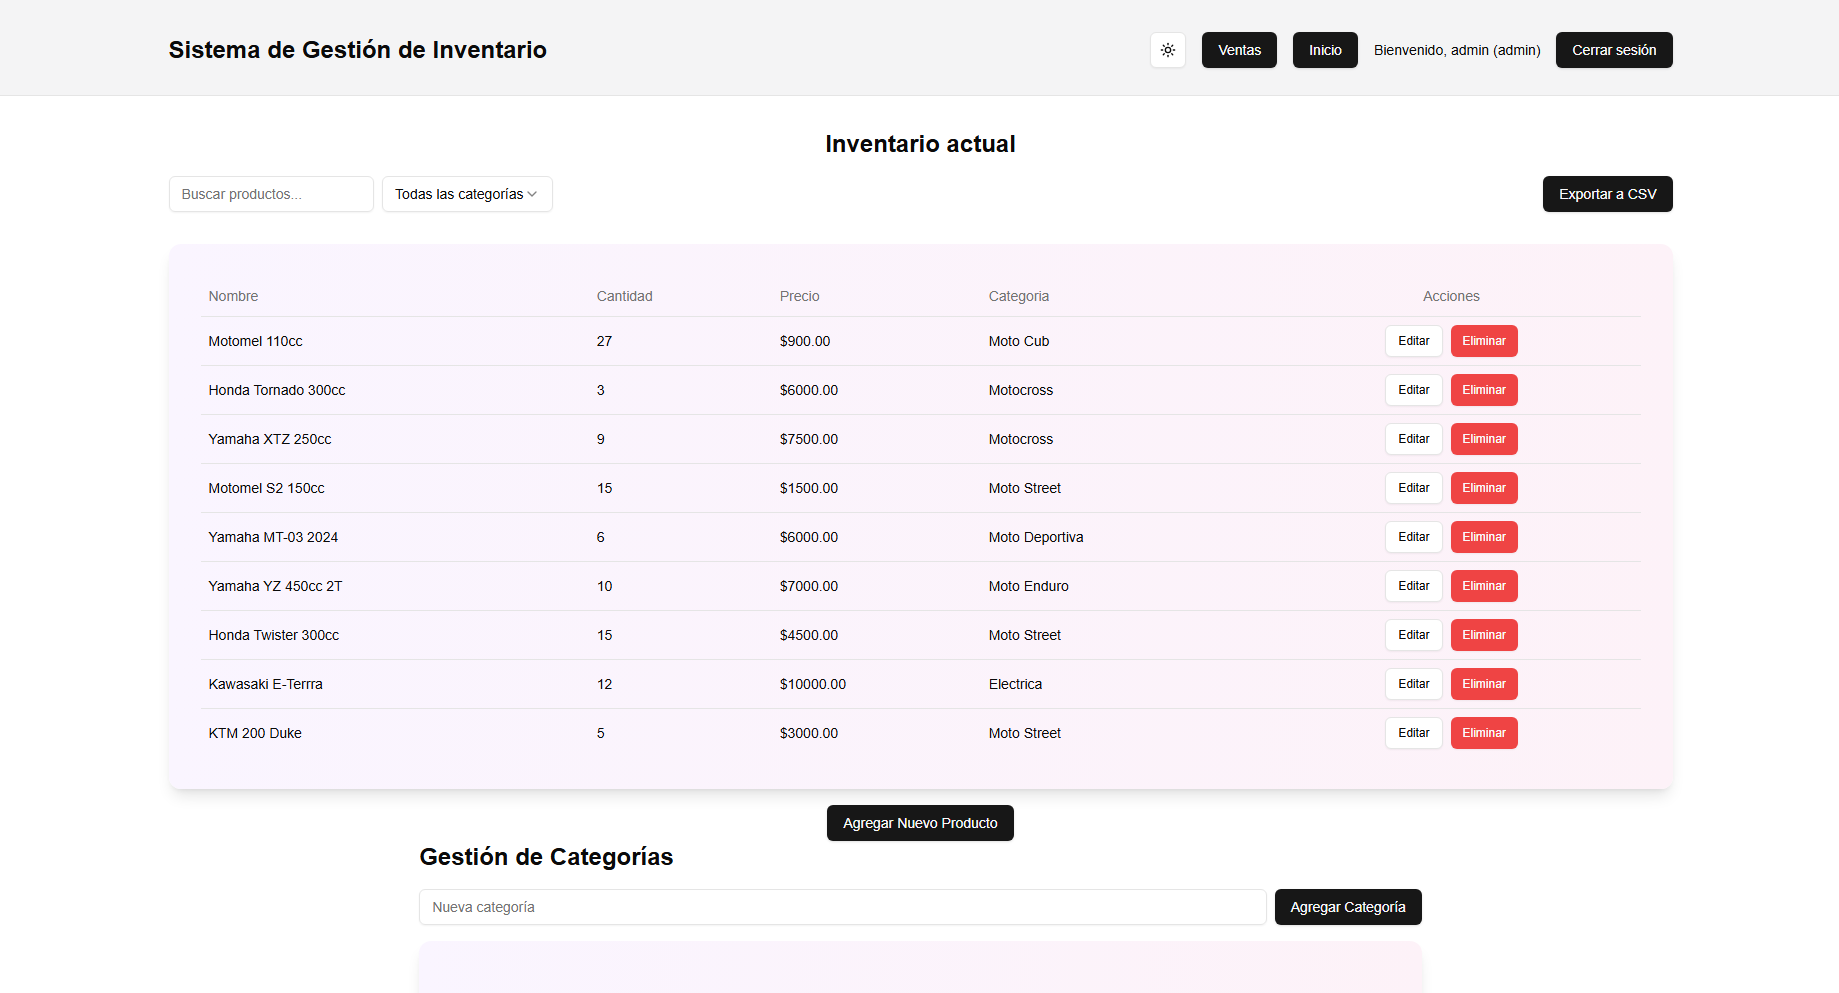 Sistema de Gestión de Inventario
Ventas Inicio Bienvenido, admin (admin) Cerrar sesión
Inventario actual
Buscar productos... Todas las categorías Exportar a CSV
Nombre Cantidad Precio Categoria Acciones
Motomel 110cc 27 $900.00 Moto Cub Editar Eliminar
Honda Tornado 300cc 3 $6000.00 Motocross Editar Eliminar
Yamaha XTZ 250cc 9 $7500.00 Motocross Editar Eliminar
Motomel S2 150cc 15 $1500.00 Moto Street Editar Eliminar
Yamaha MT-03 2024 6 $6000.00 Moto Deportiva Editar Eliminar
Yamaha YZ 450cc 2T 10 $7000.00 Moto Enduro Editar Eliminar
Honda Twister 300cc 15 $4500.00 Moto Street Editar Eliminar
Kawasaki E-Terrra 12 $10000.00 Electrica Editar Eliminar
KTM 200 Duke 5 $3000.00 Moto Street Editar Eliminar
Agregar Nuevo Producto
Gestión de Categorías
Nueva categoría Agregar Categoría